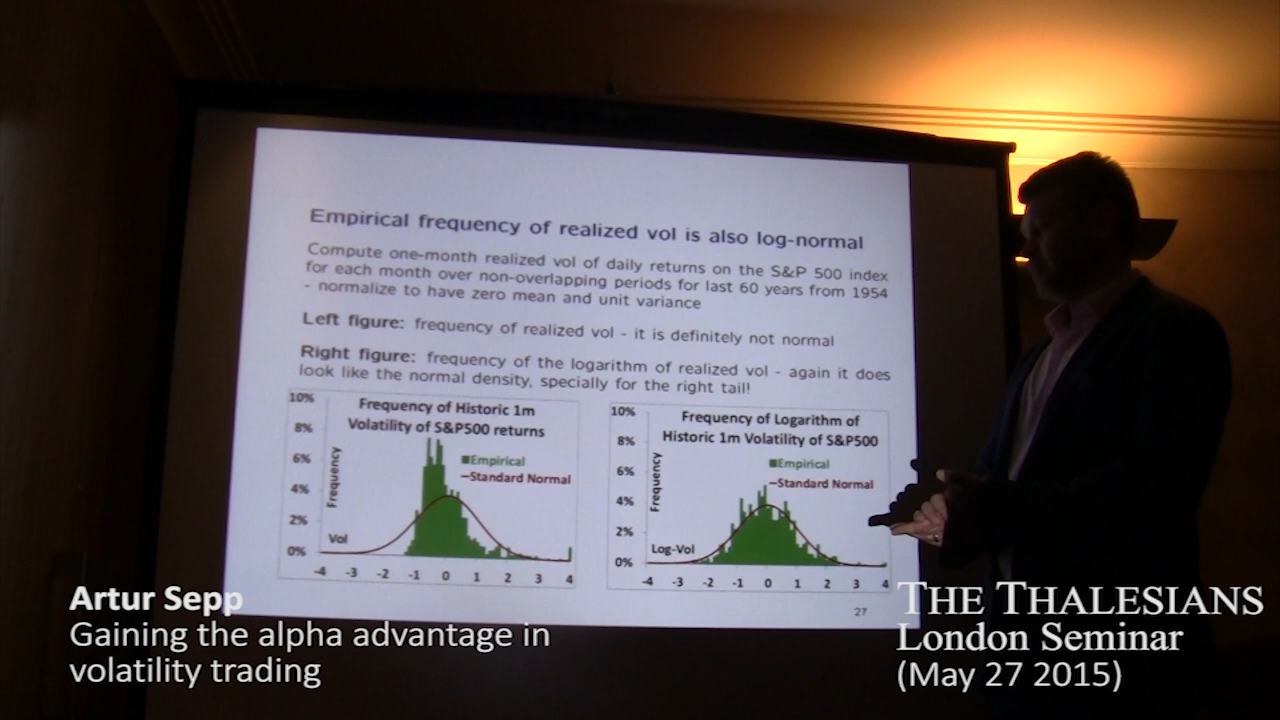 Empirical frequency of realized vol is also log-normal
Compute one-month realized vol of daily returns on the S&P 500 index
for each month over non-overlapping periods for last 60 years from 1954
- normalize to have zero mean and unit variance
Left figure: frequency of realized vol - it is definitely not normal
Right figure: frequency of the logarithm of realized vol - again it does
look like the normal density, specially for the right tail!
Frequency of Historic 1m
Volatility of S&P500 returns
10%
8%
6%
4%
2%
0%
Frequency
Empirical
Standard Normal
Vol
-4 -3 -2 -1 0 1 2 3 4
Frequency of Logarithm of
Historic 1m Volatility of S&P500
10%
8%
6%
4%
2%
0%
Frequency
Empirical
Standard Normal
Log-Vol
-4 -3 -2 -1 0 1 2 3 4
27
Artur Sepp
Gaining the alpha advantage in
volatility trading
THE THALESIANS
London Seminar
(May 27 2015)